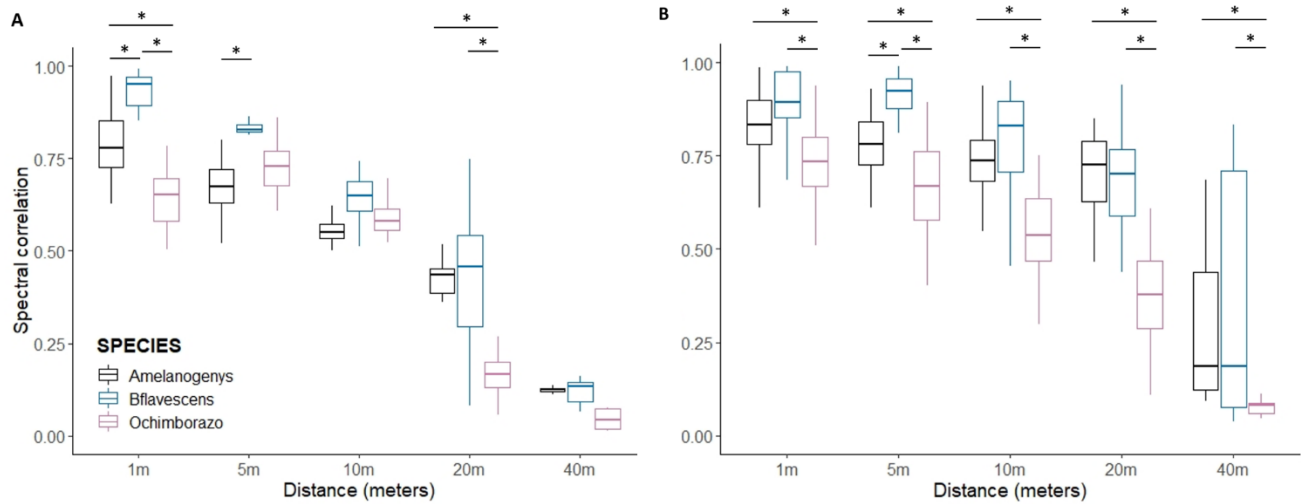 A
* * *
* * * *
1.00
0.75
0.50
0.25
0.00
Spectral correlation
SPECIES
Amelanogenys
Bflavescens
Ochimborazo
1m 5m 10m 20m 40m
Distance (meters)
B
* * * * *
* * * * * *
1.00
0.75
0.50
0.25
0.00
1m 5m 10m 20m 40m
Distance (meters)